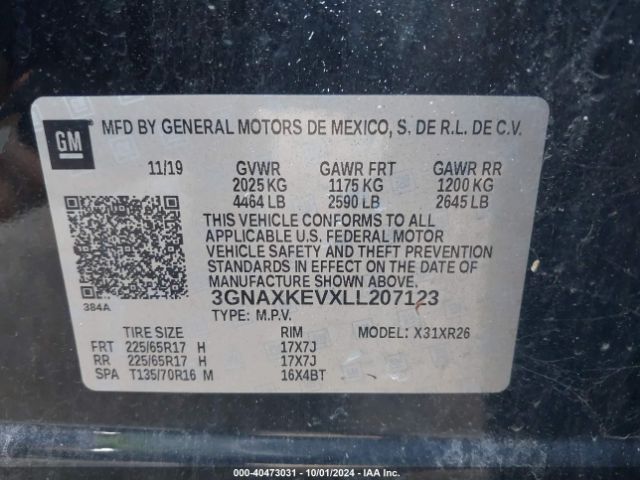 GM
MFD BY GENERAL MOTORS DE MEXICO, S. DE R.L. DE C.V.
11/19 GVWR GAWR FRT GAWR RR
2025 KG 1175 KG 1200 KG
4464 LB 2590 LB 2645 LB
THIS VEHICLE CONFORMS TO ALL
APPLICABLE U.S. FEDERAL MOTOR
VEHICLE SAFETY AND THEFT PREVENTION
STANDARDS IN EFFECT ON THE DATE OF
MANUFACTURE SHOWN ABOVE.
384A
3GNAXKEVXLL207123
TYPE: M.P.V.
TIRE SIZE RIM MODEL: X31XR26
FRT 225/65R17 H 17X7J
RR 225/65R17 H 17X7J
SPA T135/70R16 M 16X4BT
000-40473031 - 10/01/2024 - IAA Inc.